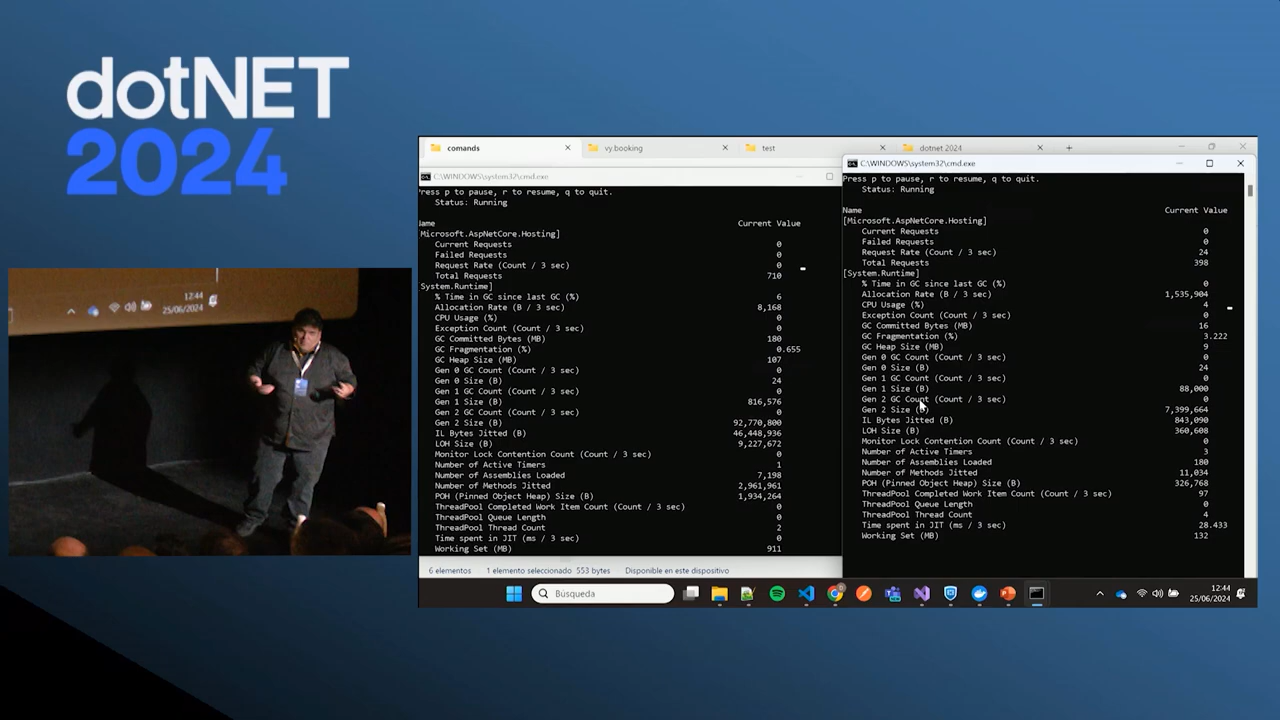 dotNET
2024
comands
vy.booking
test
dotnet 2024
C:\WINDOWS\system32\cmd.exe
Press p to pause, r to resume, q to quit.
Status: Running
Name Current Value
Microsoft.AspNetCore.Hosting]
Current Requests 0
Failed Requests 0
Request Rate (Count / 3 sec) 0
Total Requests 710
System.Runtime]
% Time in GC since last GC (%) 6
Allocation Rate (B / 3 sec) 8,168
CPU Usage (%) 0
Exception Count (Count / 3 sec) 0
GC Committed Bytes (MB) 180
GC Fragmentation (%) 0.655
GC Heap Size (MB) 107
Gen 0 GC Count (Count / 3 sec) 0
Gen 0 Size (B) 24
Gen 1 GC Count (Count / 3 sec) 0
Gen 1 Size (B) 816,576
Gen 2 GC Count (Count / 3 sec) 0
Gen 2 Size (B) 92,770,800
IL Bytes Jitted (B) 46,448,936
LOH Size (B) 9,227,672
Monitor Lock Contention Count (Count / 3 sec) 0
Number of Active Timers 1
Number of Assemblies Loaded 7,198
Number of Methods Jitted 2,961,961
POH (Pinned Object Heap) Size (B) 1,934,264
ThreadPool Completed Work Item Count (Count / 3 sec) 0
ThreadPool Queue Length 0
ThreadPool Thread Count 2
Time spent in JIT (ms / 3 sec) 0
Working Set (MB) 911
C:\WINDOWS\system32\cmd.exe
Press p to pause, r to resume, q to quit.
Status: Running
Name Current Value
[Microsoft.AspNetCore.Hosting]
Current Requests 0
Failed Requests 0
Request Rate (Count / 3 sec) 24
Total Requests 398
[System.Runtime]
% Time in GC since last GC (%) 0
Allocation Rate (B / 3 sec) 1,535,904
CPU Usage (%) 4
Exception Count (Count / 3 sec) 0
GC Committed Bytes (MB) 16
GC Fragmentation (%) 3.222
GC Heap Size (MB) 9
Gen 0 GC Count (Count / 3 sec) 0
Gen 0 Size (B) 24
Gen 1 GC Count (Count / 3 sec) 0
Gen 1 Size (B) 88,000
Gen 2 GC Count (Count / 3 sec) 0
Gen 2 Size (B) 7,399,664
IL Bytes Jitted (B) 843,090
LOH Size (B) 360,608
Monitor Lock Contention Count (Count / 3 sec) 0
Number of Active Timers 3
Number of Assemblies Loaded 180
Number of Methods Jitted 11,034
POH (Pinned Object Heap) Size (B) 326,768
ThreadPool Completed Work Item Count (Count / 3 sec) 97
ThreadPool Queue Length 0
ThreadPool Thread Count 4
Time spent in JIT (ms / 3 sec) 28.433
Working Set (MB) 132
6 elementos 1 elemento seleccionado 553 bytes Disponible en este dispositivo
Búsqueda
12:44
25/06/2024
12:44
25/06/2024